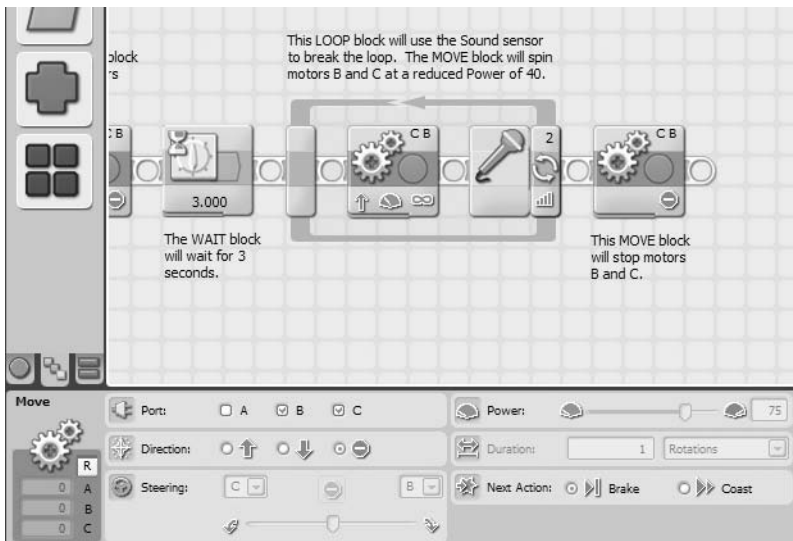 This LOOP block will use the Sound sensor
to break the loop. The MOVE block will spin
motors B and C at a reduced Power of 40.
block
C B
3.000
C B
2
C B
The WAIT block
will wait for 3
seconds.
This MOVE block
will stop motors
B and C.
Move
R
0 A
0 B
0 C
Port: A B C
Direction:
Steering: C B
Power: 75
Duration: 1 Rotations
Next Action: Brake Coast